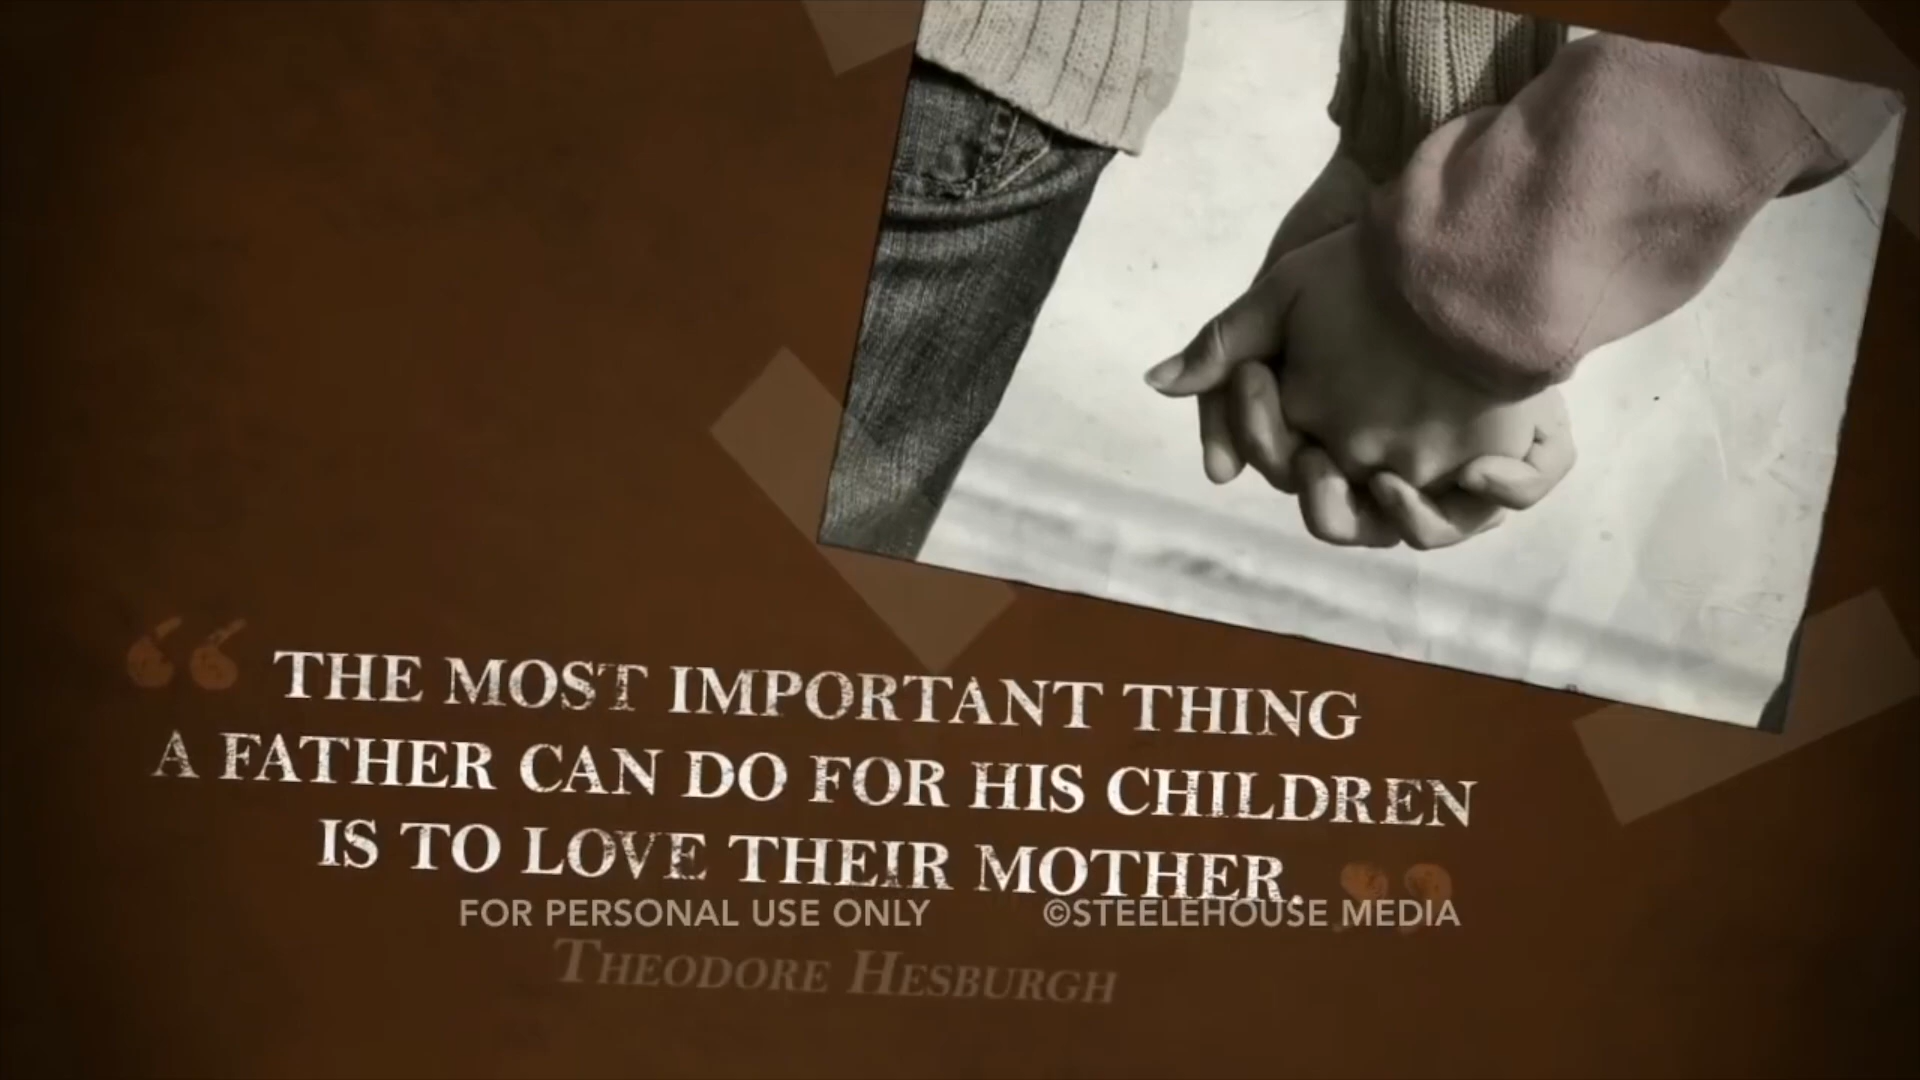 “ THE MOST IMPORTANT THING
A FATHER CAN DO FOR HIS CHILDREN
IS TO LOVE THEIR MOTHER. ”
FOR PERSONAL USE ONLY ©STEELEHOUSE MEDIA
THEODORE HESBURGH